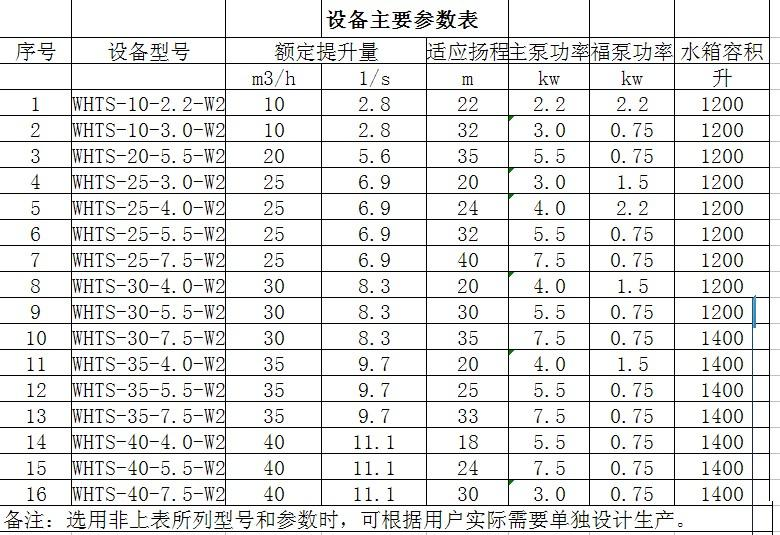 设备主要参数表
序号 设备型号 额定提升量 适应扬程 主泵功率 福泵功率 水箱容积
m3/h l/s m kw kw 升
1 WHTS-10-2.2-W2 10 2.8 22 2.2 2.2 1200
2 WHTS-10-3.0-W2 10 2.8 32 3.0 0.75 1200
3 WHTS-20-5.5-W2 20 5.6 35 5.5 0.75 1200
4 WHTS-25-3.0-W2 25 6.9 20 3.0 1.5 1200
5 WHTS-25-4.0-W2 25 6.9 24 4.0 2.2 1200
6 WHTS-25-5.5-W2 25 6.9 32 5.5 0.75 1200
7 WHTS-25-7.5-W2 25 6.9 40 7.5 0.75 1200
8 WHTS-30-4.0-W2 30 8.3 20 4.0 1.5 1200
9 WHTS-30-5.5-W2 30 8.3 30 5.5 0.75 1200
10 WHTS-30-7.5-W2 30 8.3 35 7.5 0.75 1400
11 WHTS-35-4.0-W2 35 9.7 20 4.0 1.5 1400
12 WHTS-35-5.5-W2 35 9.7 25 5.5 0.75 1400
13 WHTS-35-7.5-W2 35 9.7 33 7.5 0.75 1400
14 WHTS-40-4.0-W2 40 11.1 18 5.5 0.75 1400
15 WHTS-40-5.5-W2 40 11.1 24 7.5 0.75 1400
16 WHTS-40-7.5-W2 40 11.1 30 3.0 0.75 1400
备注：选用非上表所列型号和参数时，可根据用户实际需要单独设计生产。